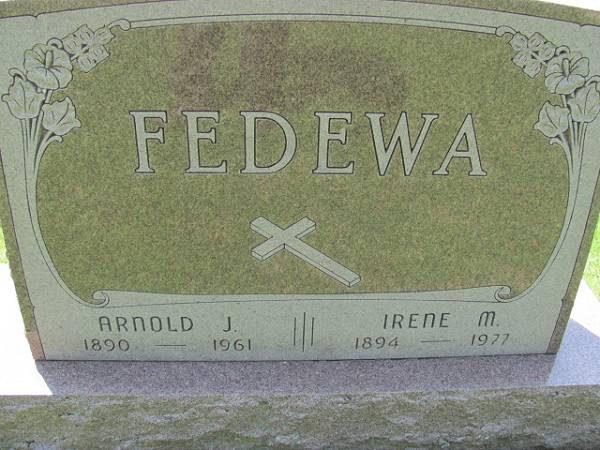 FEDEWA
ARNOLD J. IRENE M.
1890 — 1961 1894 — 1977